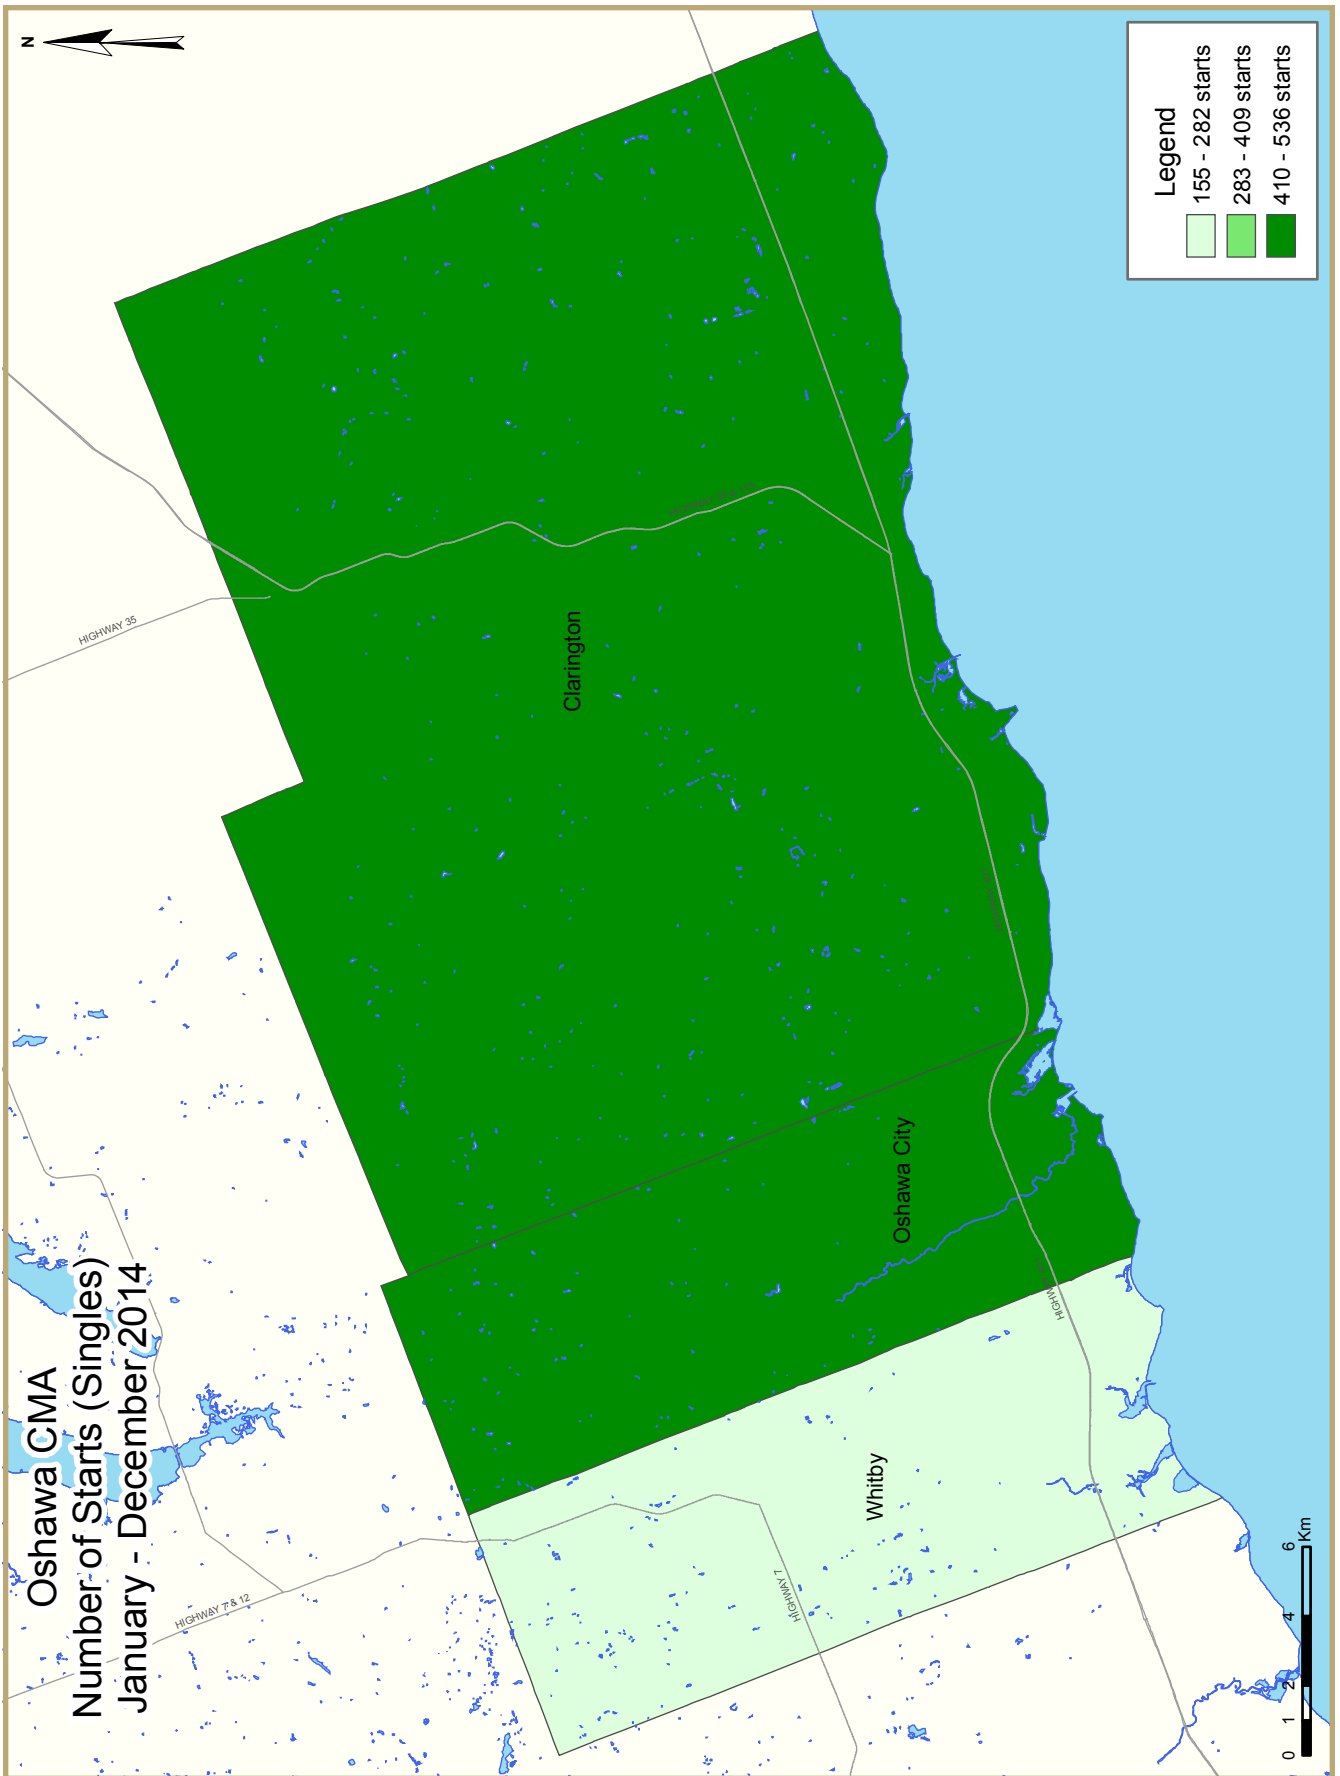 Oshawa CMA
Number of Starts (Singles)
January - December 2014
N
HIGHWAY 35
HIGHWAY 7 & 12
HIGHWAY 7
Clarington
Oshawa City
Whitby
Legend
155 - 282 starts
283 - 409 starts
410 - 536 starts
0 1 2 4 6
Km